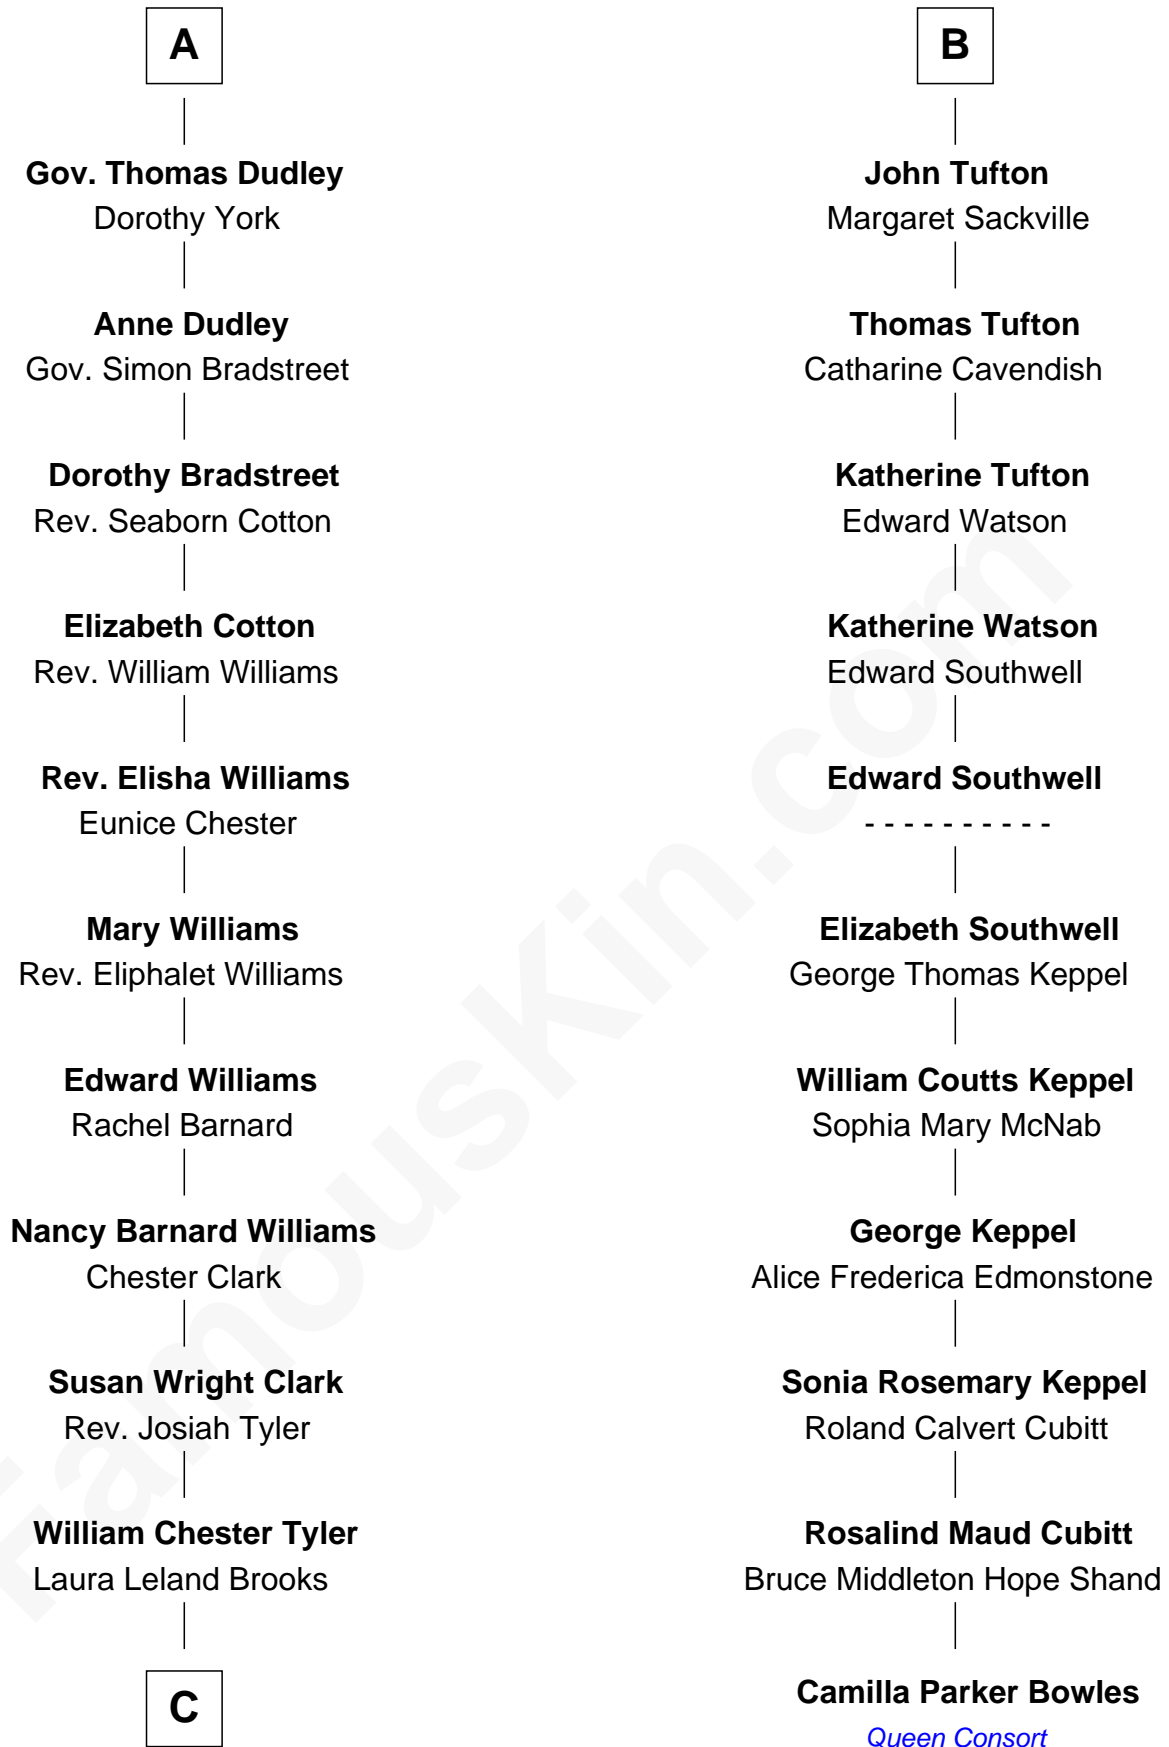 A
Gov. Thomas Dudley
Dorothy York
Anne Dudley
Gov. Simon Bradstreet
Dorothy Bradstreet
Rev. Seaborn Cotton
Elizabeth Cotton
Rev. William Williams
Rev. Elisha Williams
Eunice Chester
Mary Williams
Rev. Eliphalet Williams
Edward Williams
Rachel Barnard
Nancy Barnard Williams
Chester Clark
Susan Wright Clark
Rev. Josiah Tyler
William Chester Tyler
Laura Leland Brooks
C
B
John Tufton
Margaret Sackville
Thomas Tufton
Catharine Cavendish
Katherine Tufton
Edward Watson
Katherine Watson
Edward Southwell
Edward Southwell
- - - - - - - - - -
Elizabeth Southwell
George Thomas Keppel
William Coutts Keppel
Sophia Mary McNab
George Keppel
Alice Frederica Edmonstone
Sonia Rosemary Keppel
Roland Calvert Cubitt
Rosalind Maud Cubitt
Bruce Middleton Hope Shand
Camilla Parker Bowles
Queen Consort
FamousKin.com